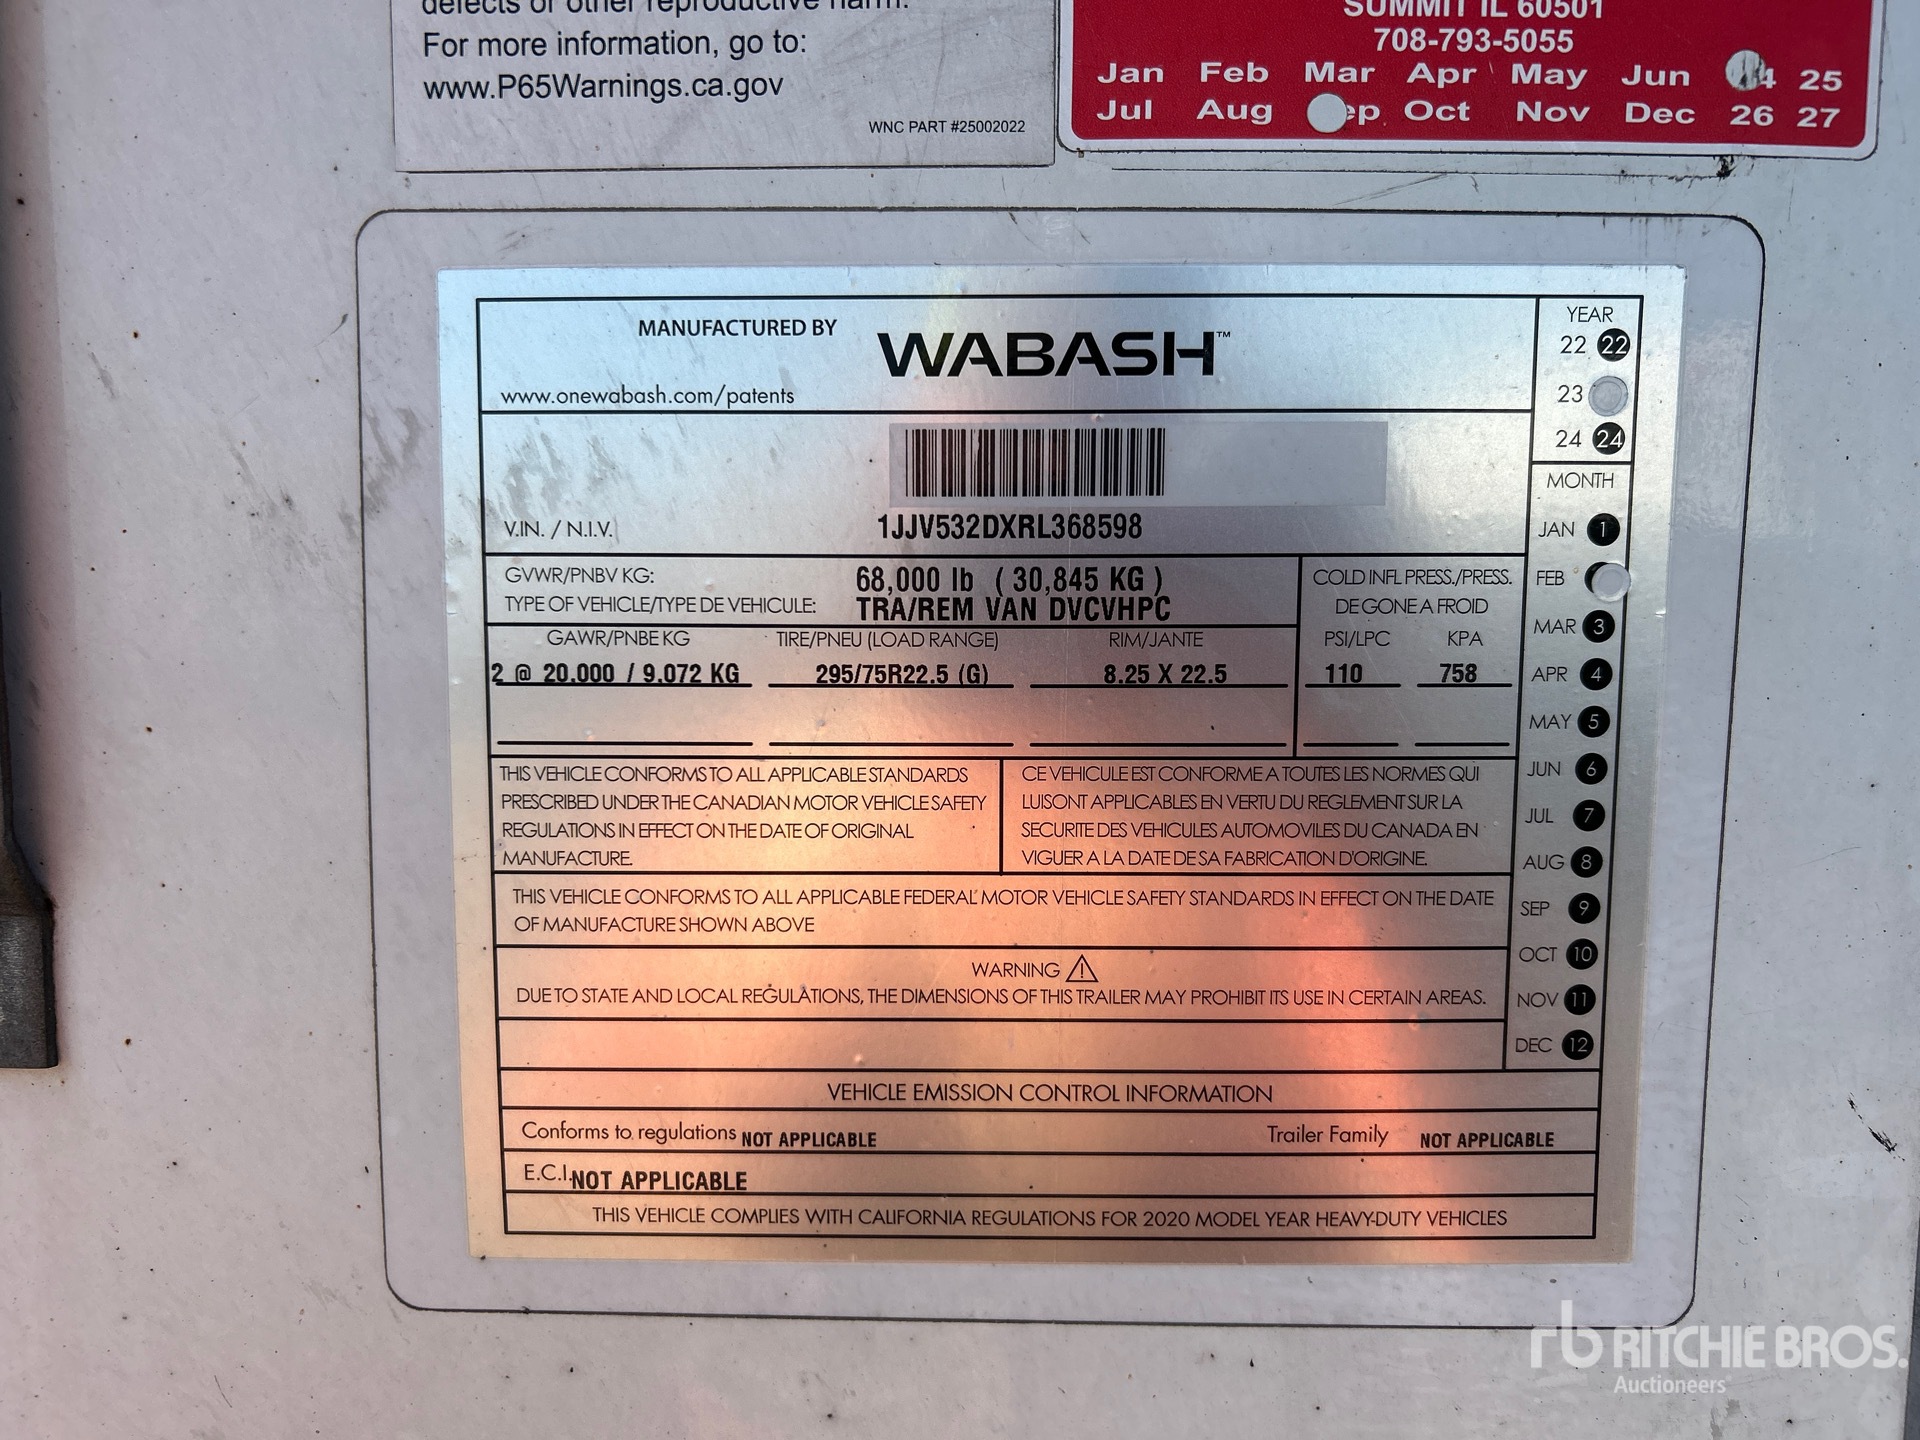 defects or other reproductive harm.
For more information, go to:
www.P65Warnings.ca.gov
WNC PART #25002022
SUMMIT IL 60501
708-793-5055
Jan Feb Mar Apr May Jun 25
Jul Aug Oct Nov Dec 26 27
MANUFACTURED BY WABASH™
www.onewabash.com/patents
V.IN. / N.I.V. 1JJV532DXRL368598
GVWR/PNBV KG: 68,000 lb ( 30,845 KG )
TYPE OF VEHICLE/TYPE DE VEHICULE: TRA/REM VAN DVCVHPC
COLD INFL PRESS./PRESS.
DE GONE A FROID
GAWR/PNBE KG TIRE/PNEU (LOAD RANGE) RIM/JANTE PSI/LPC KPA
2 @ 20,000 / 9,072 KG 295/75R22.5 (G) 8.25 X 22.5 110 758
THIS VEHICLE CONFORMS TO ALL APPLICABLE STANDARDS
PRESCRIBED UNDER THE CANADIAN MOTOR VEHICLE SAFETY
REGULATIONS IN EFFECT ON THE DATE OF ORIGINAL
MANUFACTURE.
CE VEHICULE EST CONFORME A TOUTES LES NORMES QUI
LUISONT APPLICABLES EN VERTU DU REGLEMENT SUR LA
SECURITE DES VEHICULES AUTOMOVILES DU CANADA EN
VIGUER A LA DATE DE SA FABRICATION D'ORIGINE.
THIS VEHICLE CONFORMS TO ALL APPLICABLE FEDERAL MOTOR VEHICLE SAFETY STANDARDS IN EFFECT ON THE DATE
OF MANUFACTURE SHOWN ABOVE
WARNING
DUE TO STATE AND LOCAL REGULATIONS, THE DIMENSIONS OF THIS TRAILER MAY PROHIBIT ITS USE IN CERTAIN AREAS.
YEAR
22 22
23
24 24
MONTH
JAN 1
FEB
MAR 3
APR 4
MAY 5
JUN 6
JUL 7
AUG 8
SEP 9
OCT 10
NOV 11
DEC 12
VEHICLE EMISSION CONTROL INFORMATION
Conforms to regulations NOT APPLICABLE Trailer Family NOT APPLICABLE
E.C.I. NOT APPLICABLE
THIS VEHICLE COMPLIES WITH CALIFORNIA REGULATIONS FOR 2020 MODEL YEAR HEAVY-DUTY VEHICLES
rb RITCHIE BROS.
Auctioneers